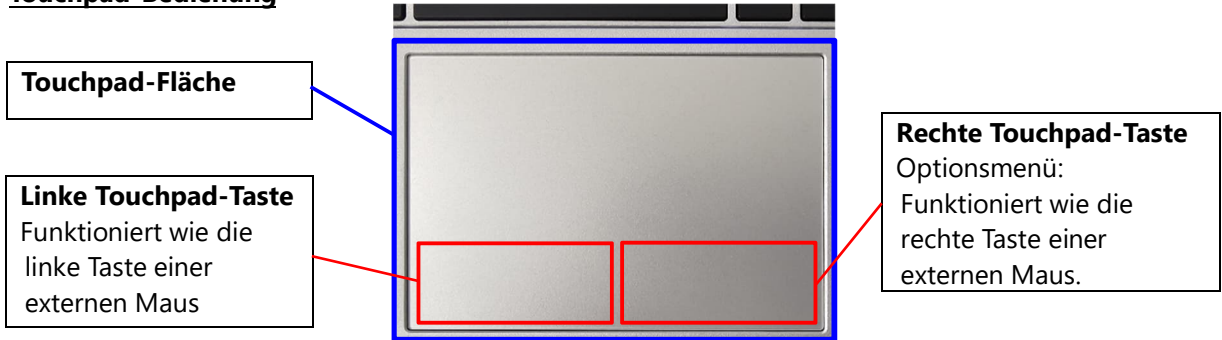 Touchpad-Bedienung
Touchpad-Fläche
Linke Touchpad-Taste
Funktioniert wie die
linke Taste einer
externen Maus
Rechte Touchpad-Taste
Optionsmenü:
Funktioniert wie die
rechte Taste einer
externen Maus.